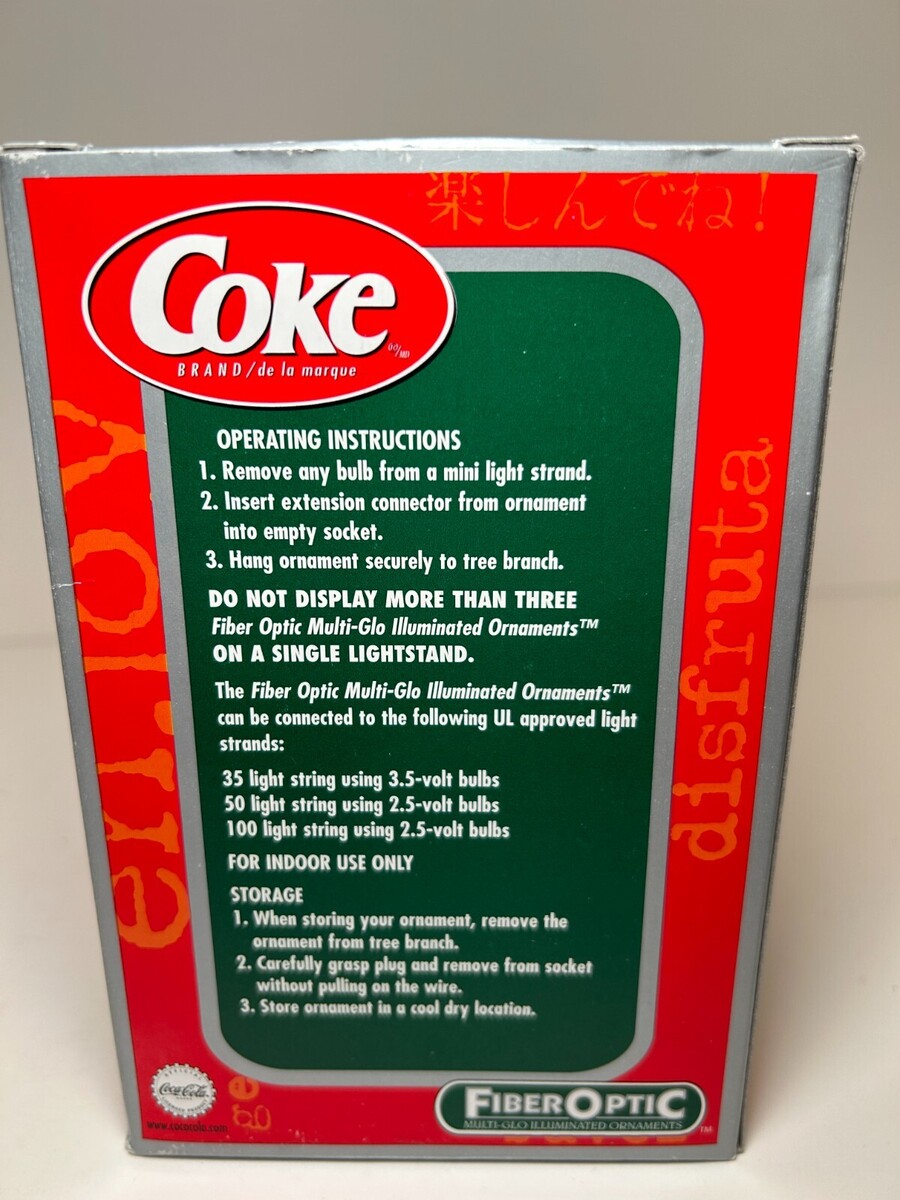 楽しんでね!
Coke
BRAND/de la marque
enjoy
disfruta
OPERATING INSTRUCTIONS
1. Remove any bulb from a mini light strand.
2. Insert extension connector from ornament
into empty socket.
3. Hang ornament securely to tree branch.
DO NOT DISPLAY MORE THAN THREE
Fiber Optic Multi-Glo Illuminated Ornaments™
ON A SINGLE LIGHTSTAND.
The Fiber Optic Multi-Glo Illuminated Ornaments™
can be connected to the following UL approved light
strands:
35 light string using 3.5-volt bulbs
50 light string using 2.5-volt bulbs
100 light string using 2.5-volt bulbs
FOR INDOOR USE ONLY
STORAGE
1. When storing your ornament, remove the
ornament from tree branch.
2. Carefully grasp plug and remove from socket
without pulling on the wire.
3. Store ornament in a cool dry location.
Coca-Cola
www.cocacola.com
FIBEROPTIC
MULTI-GLO ILLUMINATED ORNAMENTS
TM